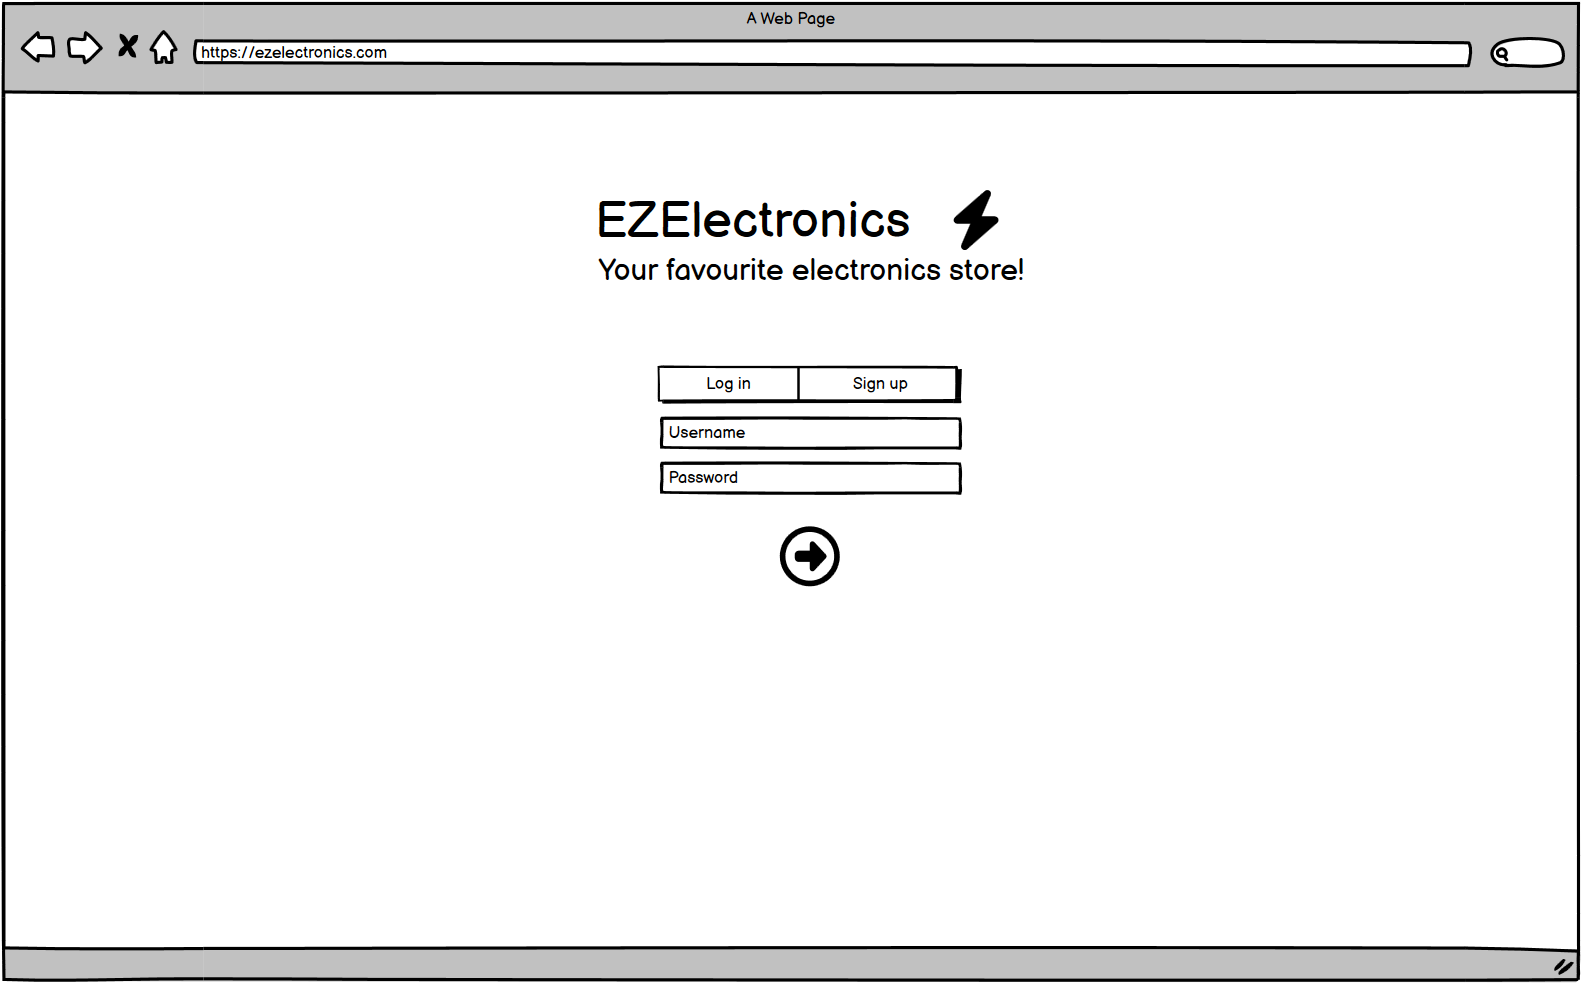 A Web Page
https://ezelectronics.com
EZElectronics
Your favourite electronics store!
Log in
Sign up
Username
Password